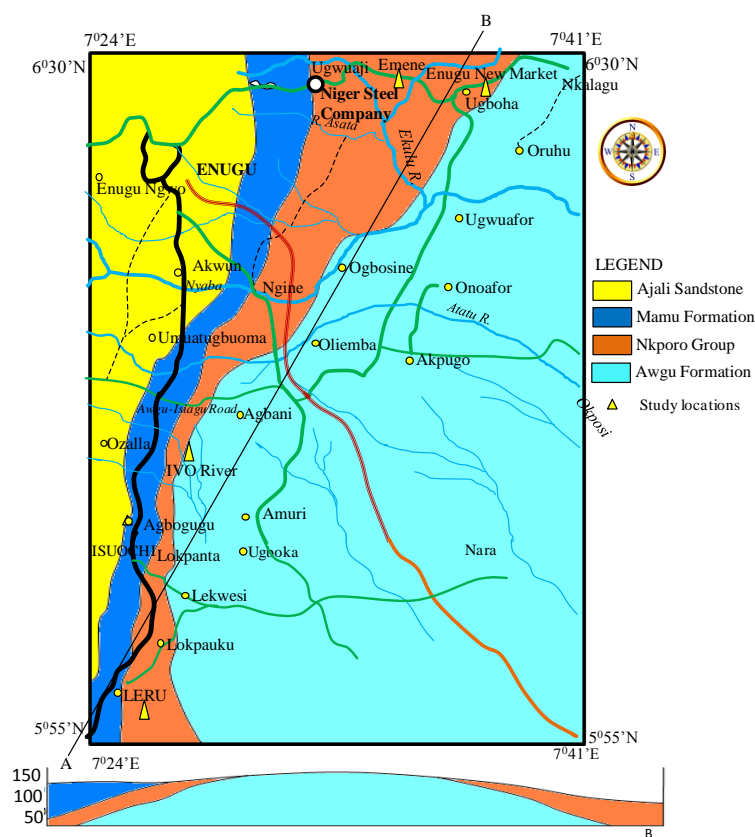 B
7⁰24’E
7⁰41’E
6⁰30’N
6⁰30’N
Ugwuaji
Emene
Enugu New Market
Nkalagu
Niger Steel
Company
Ugboha
R. Asata
Ekulu R.
Oruhu
N
W
E
S
ENUGU
Enugu Ngwo
Ugwuafor
Akwun
Nyaba
Ogbosine
Ngine
Onoafor
LEGEND
Ajali Sandstone
Mamu Formation
Nkporo Group
Awgu Formation
Study locations
Atatu R.
Umuatugbuoma
Oliemba
Akpugo
Okposi
Awgu-Isiagu Road
Agbani
Ozalla
IVO River
Agbogugu
Amuri
ISUOCHI
Lokpanta
Ugboka
Nara
Lekwesi
Lokpauku
LERU
5⁰55’N
5⁰55’N
A
7⁰24’E
7⁰41’E
150
100
50
B